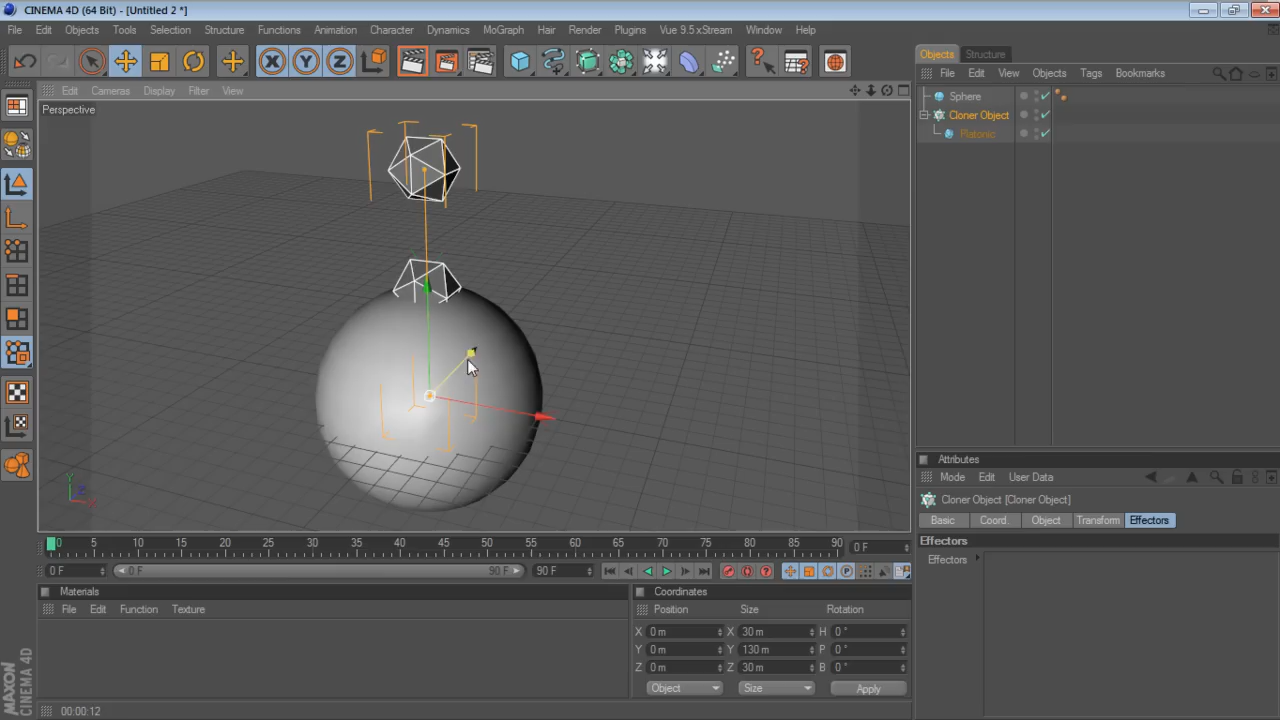 CINEMA 4D (64 Bit) - [Untitled 2 *]
File Edit Objects Tools Selection Structure Functions Animation Character Dynamics MoGraph Hair Render Plugins Vue 9.5 xStream Window Help
X Y Z
Objects Structure
File Edit View Objects Tags Bookmarks
Edit Cameras Display Filter View
Perspective
Sphere
Cloner Object
Platonic
Y
Z
X
Attributes
Mode Edit User Data
Cloner Object [Cloner Object]
Basic Coord. Object Transform Effectors
Effectors
Effectors
0 5 10 15 20 25 30 35 40 45 50 55 60 65 70 75 80 85 90 0 F
0 F 0 F 90 F 90 F
Materials
File Edit Function Texture
Coordinates
Position Size Rotation
X 0 m X 30 m H 0 °
Y 0 m Y 130 m P 0 °
Z 0 m Z 30 m B 0 °
Object Size Apply
MAXON
CINEMA 4D
00:00:12